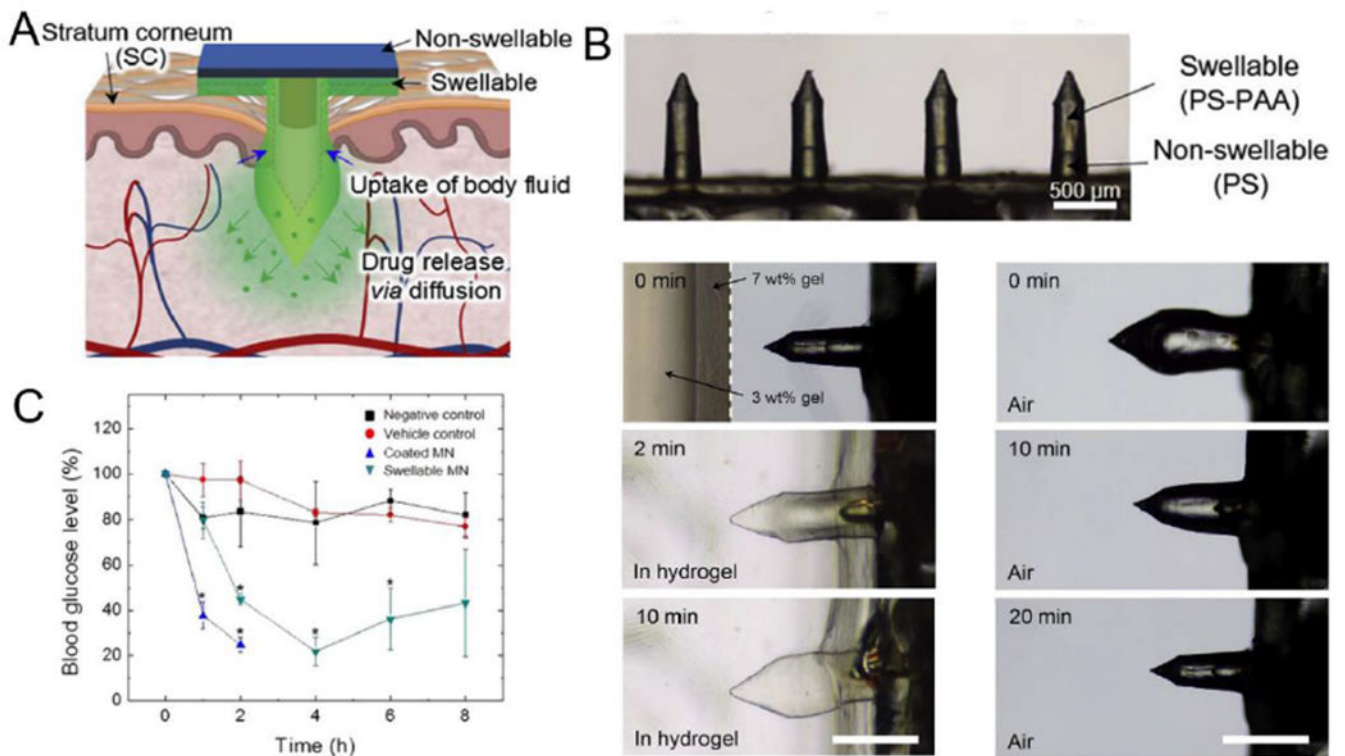 A
Stratum corneum
(SC)
Non-swellable
Swellable
Uptake of body fluid
Drug release
via diffusion
B
Swellable
(PS-PAA)
Non-swellable
(PS)
500 µm
0 min
7 wt% gel
3 wt% gel
2 min
In hydrogel
10 min
In hydrogel
0 min
Air
10 min
Air
20 min
Air
C
Negative control
Vehicle control
Coated MN
Swellable MN
Blood glucose level (%)
120
100
80
60
40
20
0
* * * * *
0 2 4 6 8
Time (h)